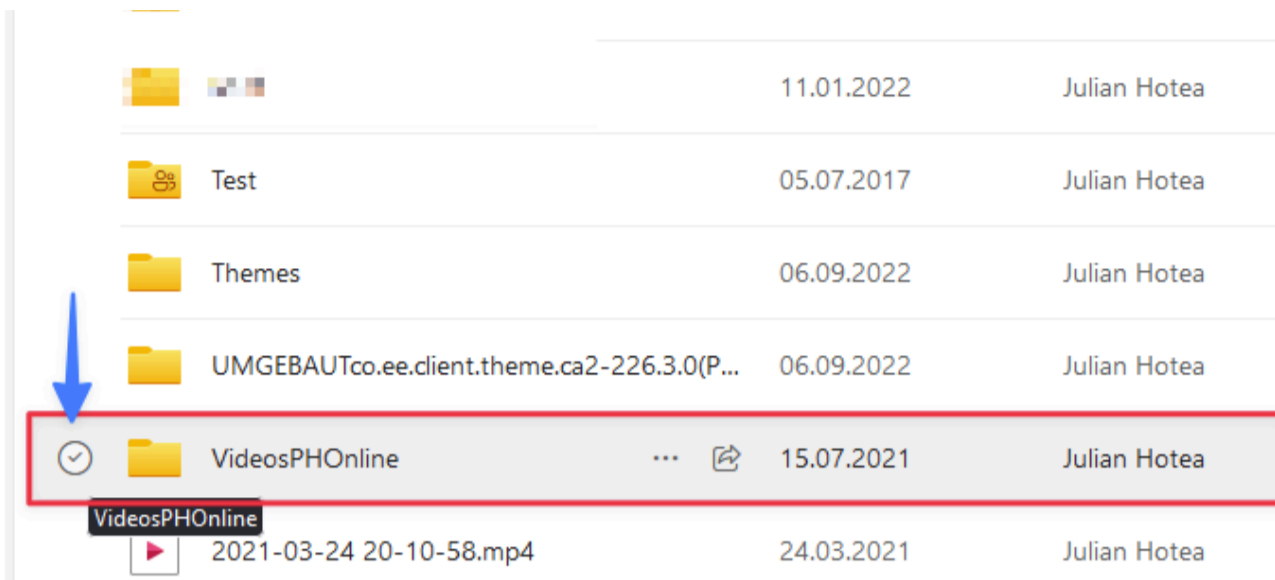 11.01.2022 Julian Hotea
Test 05.07.2017 Julian Hotea
Themes 06.09.2022 Julian Hotea
UMGEBAUTco.ee.client.theme.ca2-226.3.0(P... 06.09.2022 Julian Hotea
VideosPHOnline ... 15.07.2021 Julian Hotea
VideosPHOnline
2021-03-24 20-10-58.mp4 24.03.2021 Julian Hotea